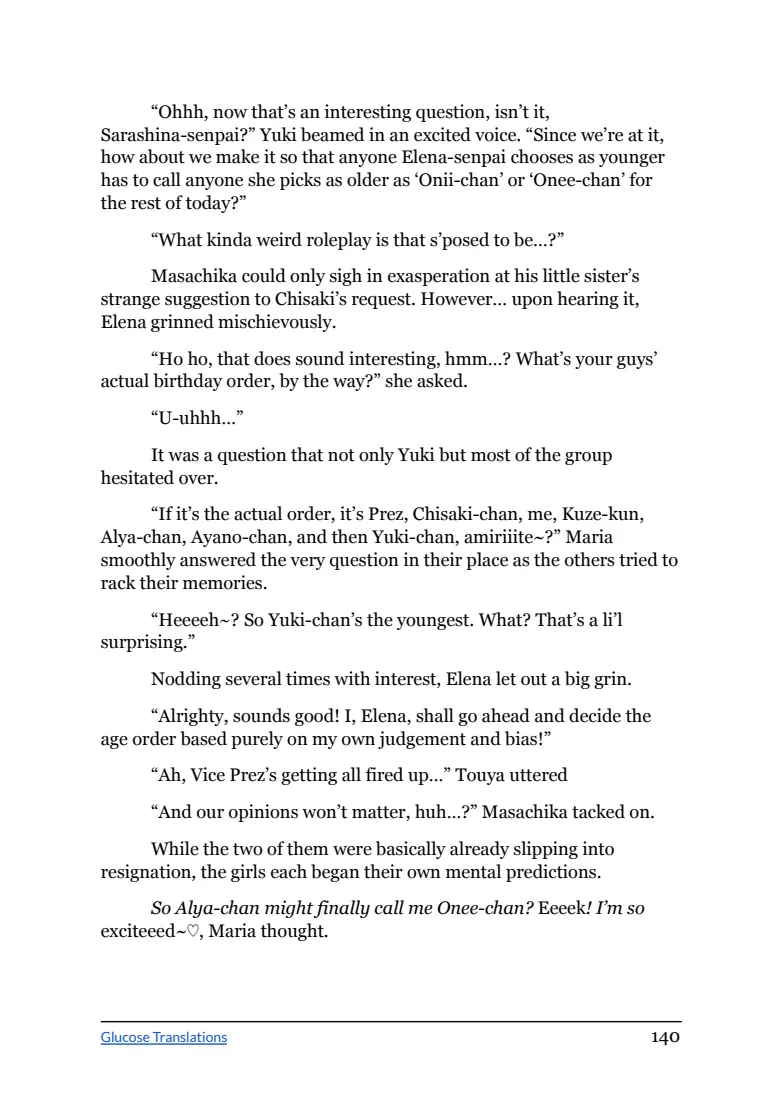 “Ohhh, now that’s an interesting question, isn’t it,
Sarashina-senpai?” Yuki beamed in an excited voice. “Since we’re at it,
how about we make it so that anyone Elena-senpai chooses as younger
has to call anyone she picks as older as ‘Onii-chan’ or ‘Onee-chan’ for
the rest of today?”
“What kinda weird roleplay is that s’posed to be…?”
Masachika could only sigh in exasperation at his little sister’s
strange suggestion to Chisaki’s request. However… upon hearing it,
Elena grinned mischievously.
“Ho ho, that does sound interesting, hmm…? What’s your guys’
actual birthday order, by the way?” she asked.
“U-uhhh…”
It was a question that not only Yuki but most of the group
hesitated over.
“If it’s the actual order, it’s Prez, Chisaki-chan, me, Kuze-kun,
Alya-chan, Ayano-chan, and then Yuki-chan, amiriiite~?” Maria
smoothly answered the very question in their place as the others tried to
rack their memories.
“Heeeeh~? So Yuki-chan’s the youngest. What? That’s a li’l
surprising.”
Nodding several times with interest, Elena let out a big grin.
“Alrighty, sounds good! I, Elena, shall go ahead and decide the
age order based purely on my own judgement and bias!”
“Ah, Vice Prez’s getting all fired up…” Touya uttered
“And our opinions won’t matter, huh…?” Masachika tacked on.
While the two of them were basically already slipping into
resignation, the girls each began their own mental predictions.
So Alya-chan might finally call me Onee-chan? Eeeek! I’m so
exciteeed~♡, Maria thought.
Glucose Translations 140